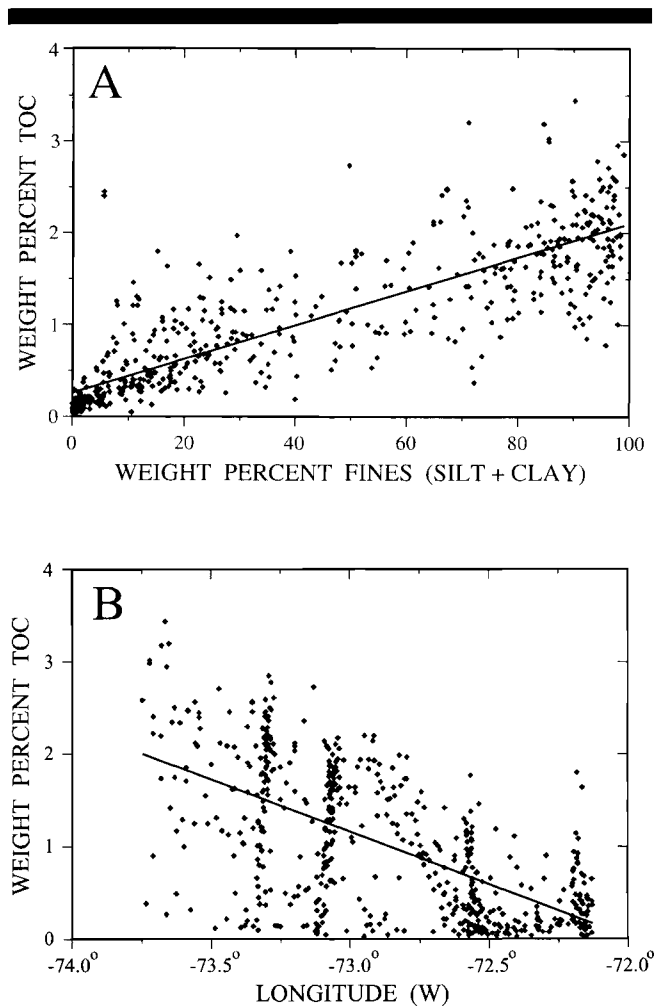 A
WEIGHT PERCENT TOC
4
3
2
1
0
0 20 40 60 80 100
WEIGHT PERCENT FINES (SILT + CLAY)
B
WEIGHT PERCENT TOC
4
3
2
1
0
-74.0° -73.5° -73.0° -72.5° -72.0°
LONGITUDE (W)